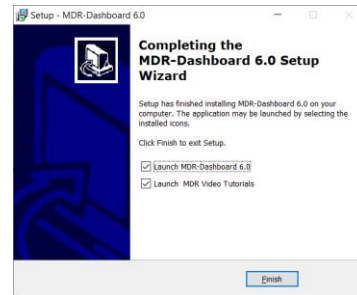 Setup - MDR-Dashboard 6.0
Completing the
MDR-Dashboard 6.0 Setup
Wizard
Setup has finished installing MDR-Dashboard 6.0 on your
computer. The application may be launched by selecting the
installed icons.
Click Finish to exit Setup.
Launch MDR-Dashboard 6.0
Launch MDR Video Tutorials
Finish